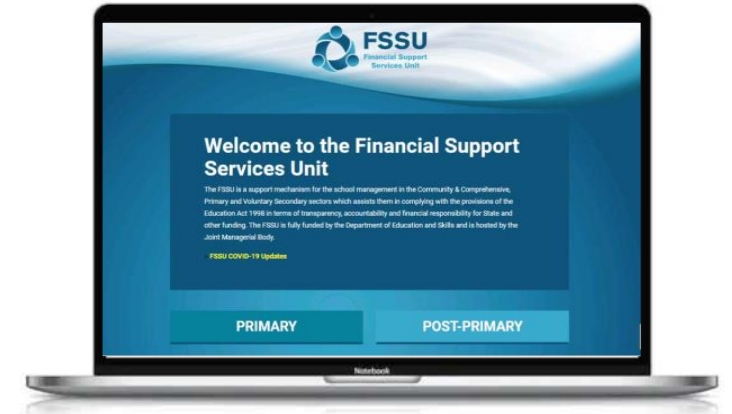 FSSU
Financial Support
Services Unit
Welcome to the Financial Support
Services Unit
The FSSU is a support mechanism for the school management in the Community & Comprehensive,
Primary and Voluntary Secondary sectors which assists them in complying with the provisions of the
Education Act 1998 in terms of transparency, accountability and financial responsibility for State and
other funding. The FSSU is fully funded by the Department of Education and Skills and is hosted by the
Joint Managerial Body.
FSSU COVID-19 Updates
PRIMARY
POST-PRIMARY
Notebook